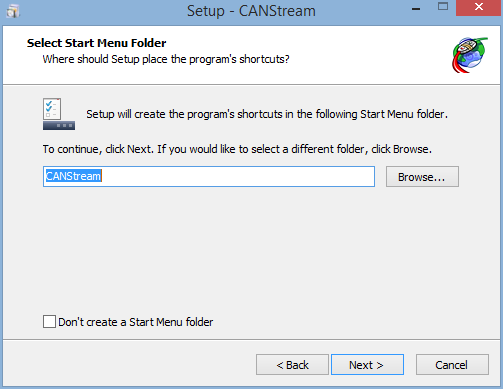 Setup - CANStream
Select Start Menu Folder
Where should Setup place the program's shortcuts?
Setup will create the program's shortcuts in the following Start Menu folder.
To continue, click Next. If you would like to select a different folder, click Browse.
CANStream
Browse...
Don't create a Start Menu folder
< Back
Next >
Cancel